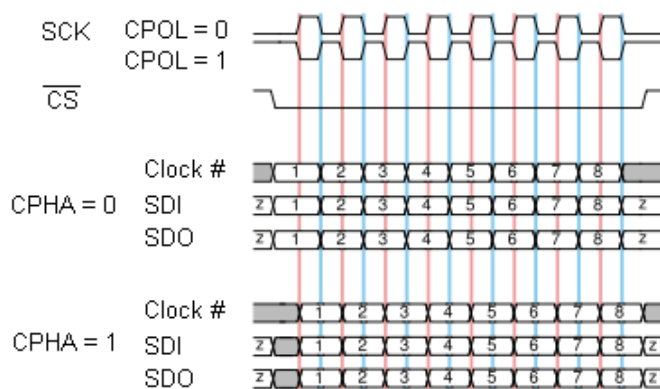 SCK CPOL = 0
CPOL = 1
CS
Clock # 1 2 3 4 5 6 7 8
CPHA = 0 SDI z 1 2 3 4 5 6 7 8 z
SDO z 1 2 3 4 5 6 7 8 z
Clock # 1 2 3 4 5 6 7 8
CPHA = 1 SDI z 1 2 3 4 5 6 7 8 z
SDO z 1 2 3 4 5 6 7 8 z